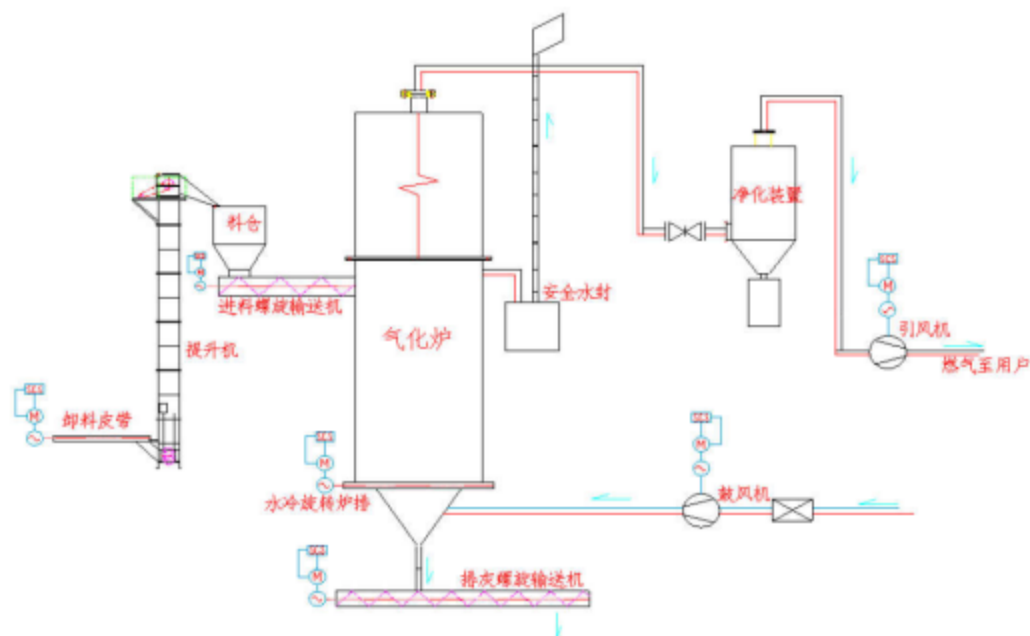 净化装置
料仓
安全水封
进料螺旋输送机
引风机
气化炉
提升机
燃气至用户
卸料皮带
M
M
M
M
M
M
鼓风机
水冷旋转炉排
排灰螺旋输送机